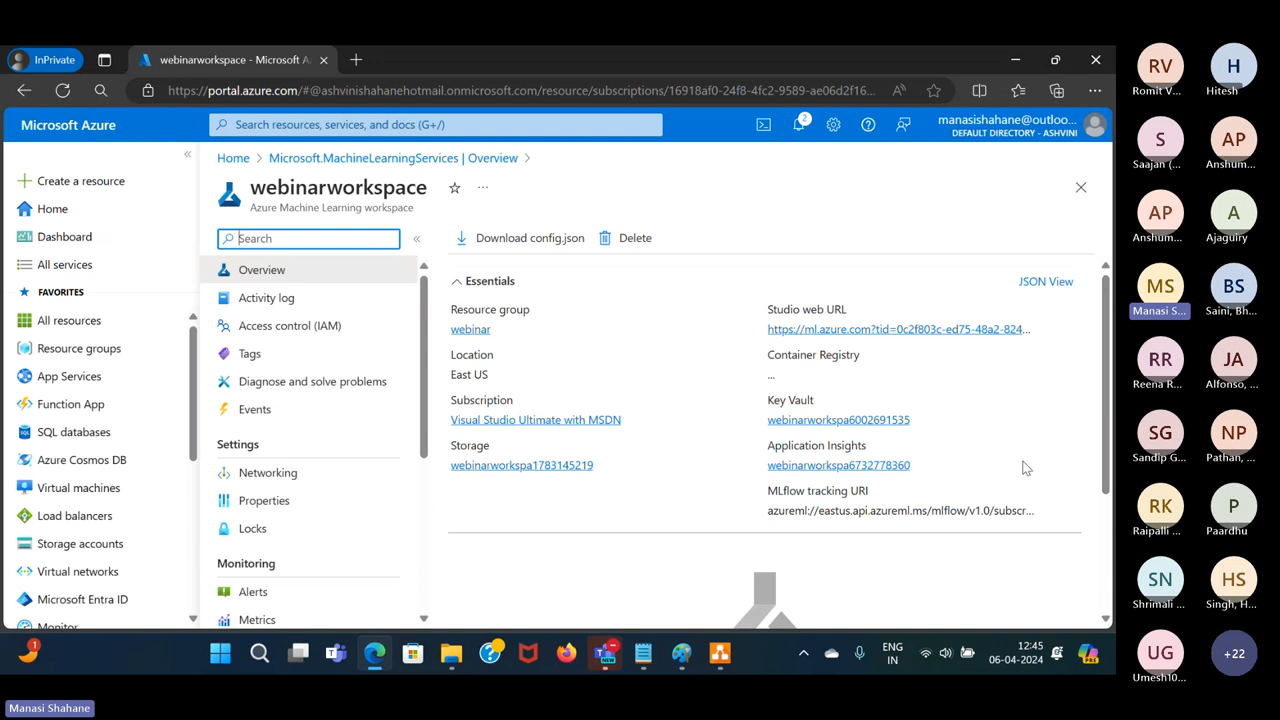 InPrivate
webinarworkspace - Microsoft A
https://portal.azure.com/#@ashvinishahanehotmail.onmicrosoft.com/resource/subscriptions/16918af0-24f8-4fc2-9589-ae06d2f16...
Microsoft Azure
Search resources, services, and docs (G+/)
2
manasishahane@outloo...
DEFAULT DIRECTORY - ASHVINI
Create a resource
Home
Dashboard
All services
FAVORITES
All resources
Resource groups
App Services
Function App
SQL databases
Azure Cosmos DB
Virtual machines
Load balancers
Storage accounts
Virtual networks
Microsoft Entra ID
Monitor
Home > Microsoft.MachineLearningServices | Overview >
webinarworkspace
Azure Machine Learning workspace
Search
Overview
Activity log
Access control (IAM)
Tags
Diagnose and solve problems
Events
Settings
Networking
Properties
Locks
Monitoring
Alerts
Metrics
Download config.json
Delete
Essentials
JSON View
Resource group
webinar
Location
East US
Subscription
Visual Studio Ultimate with MSDN
Storage
webinarworkspa1783145219
Studio web URL
https://ml.azure.com?tid=0c2f803c-ed75-48a2-824...
Container Registry
...
Key Vault
webinarworkspa6002691535
Application Insights
webinarworkspa6732778360
MLflow tracking URI
azureml://eastus.api.azureml.ms/mlflow/v1.0/subscr...
1
NEW
ENG
IN
12:45
06-04-2024
PRE
Manasi Shahane
RV
Romit V...
H
Hitesh
S
Saajan (...
AP
Anshum...
AP
Anshum...
A
Ajaguiry
MS
Manasi S...
BS
Saini, Bh...
RR
Reena R...
JA
Alfonso, ...
SG
Sandip G...
NP
Pathan, ...
RK
Raipalli ...
P
Paardhu
SN
Shrimali ...
HS
Singh, H...
UG
Umesh10...
+22